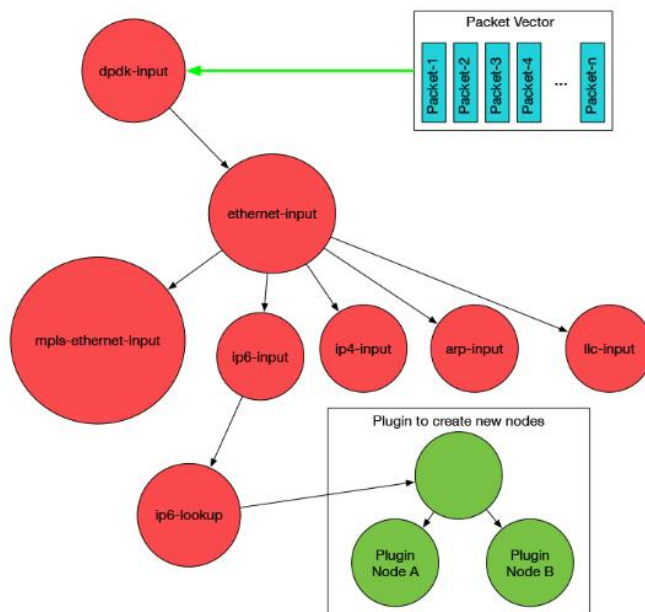 Packet Vector
Packet-1
Packet-2
Packet-3
Packet-4
...
Packet-n
dpdk-input
ethernet-input
mpls-ethernet-input
ip6-input
ip4-input
arp-input
llc-input
Plugin to create new nodes
ip6-lookup
Plugin
Node A
Plugin
Node B